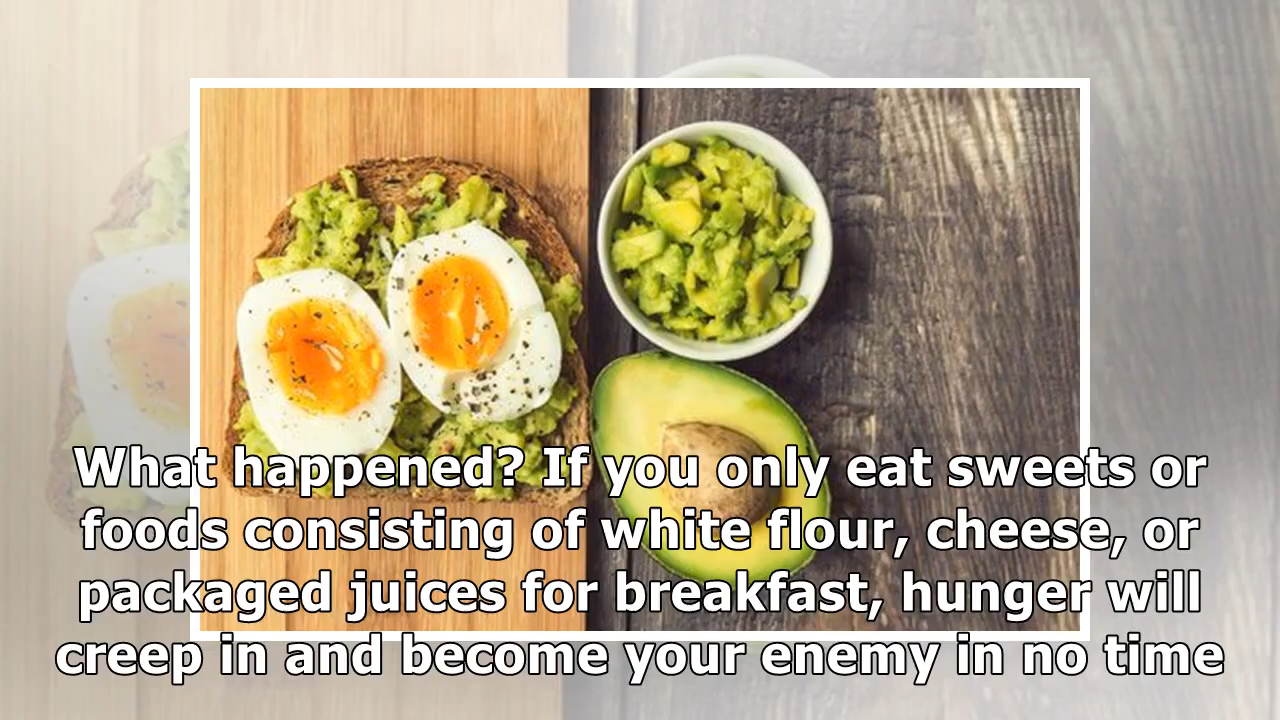 What happened? If you only eat sweets or
foods consisting of white flour, cheese, or
packaged juices for breakfast, hunger will
creep in and become your enemy in no time